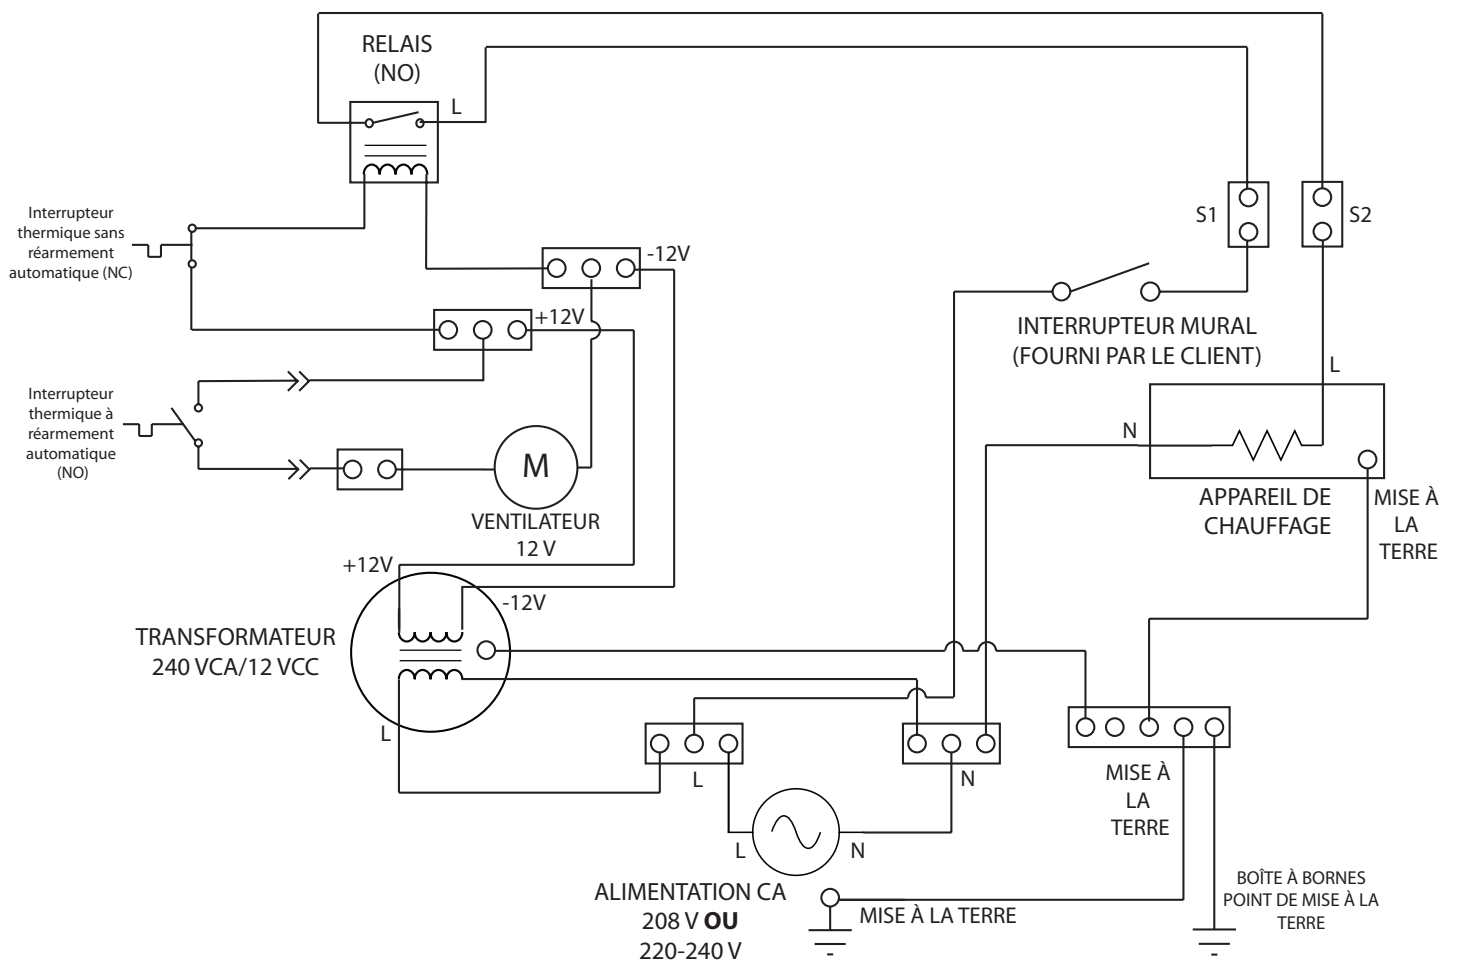 RELAIS
(NO)
L
Interrupteur
thermique sans
réarmement
automatique (NC)
S1
S2
-12V
+12V
INTERRUPTEUR MURAL
(FOURNI PAR LE CLIENT)
L
Interrupteur
thermique à
réarmement
automatique
(NO)
N
M
VENTILATEUR
12 V
APPAREIL DE
CHAUFFAGE
MISE À
LA
TERRE
+12V
-12V
TRANSFORMATEUR
240 VCA/12 VCC
L
L
N
MISE À
LA
TERRE
L
N
ALIMENTATION CA
208 V OU
220-240 V
MISE À LA TERRE
BOÎTE À BORNES
POINT DE MISE À LA
TERRE